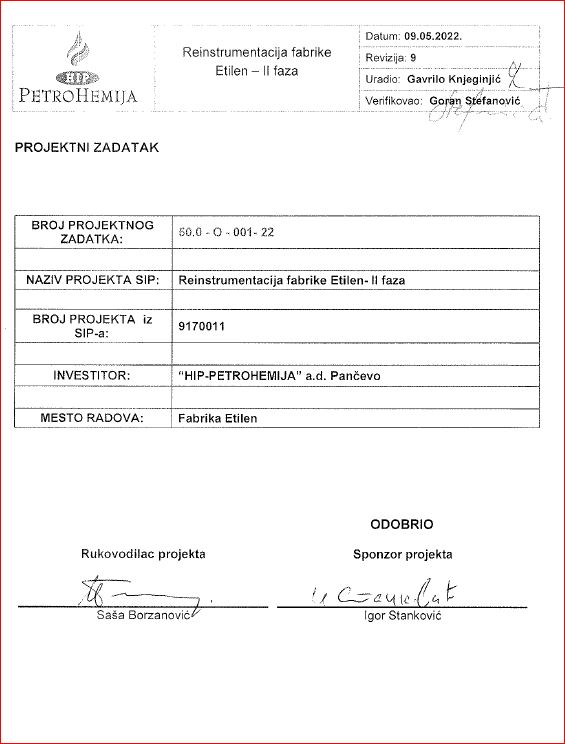 HIP
PETROHEMIJA
Reinstrumentacija fabrike
Etilen – II faza
Datum: 09.05.2022.
Revizija: 9
Uradio: Gavrilo Knjeginjić
Verifikovao: Goran Stefanović
PROJEKTNI ZADATAK
BROJ PROJEKTNOG
ZADATKA:
50.0 - O - 001- 22
NAZIV PROJEKTA SIP:
Reinstrumentacija fabrike Etilen- II faza
BROJ PROJEKTA iz
SIP-a:
9170011
INVESTITOR:
"HIP-PETROHEMIJA" a.d. Pančevo
MESTO RADOVA:
Fabrika Etilen
ODOBRIO
Rukovodilac projekta
Sponzor projekta
Saša Borzanović
Igor Stanković